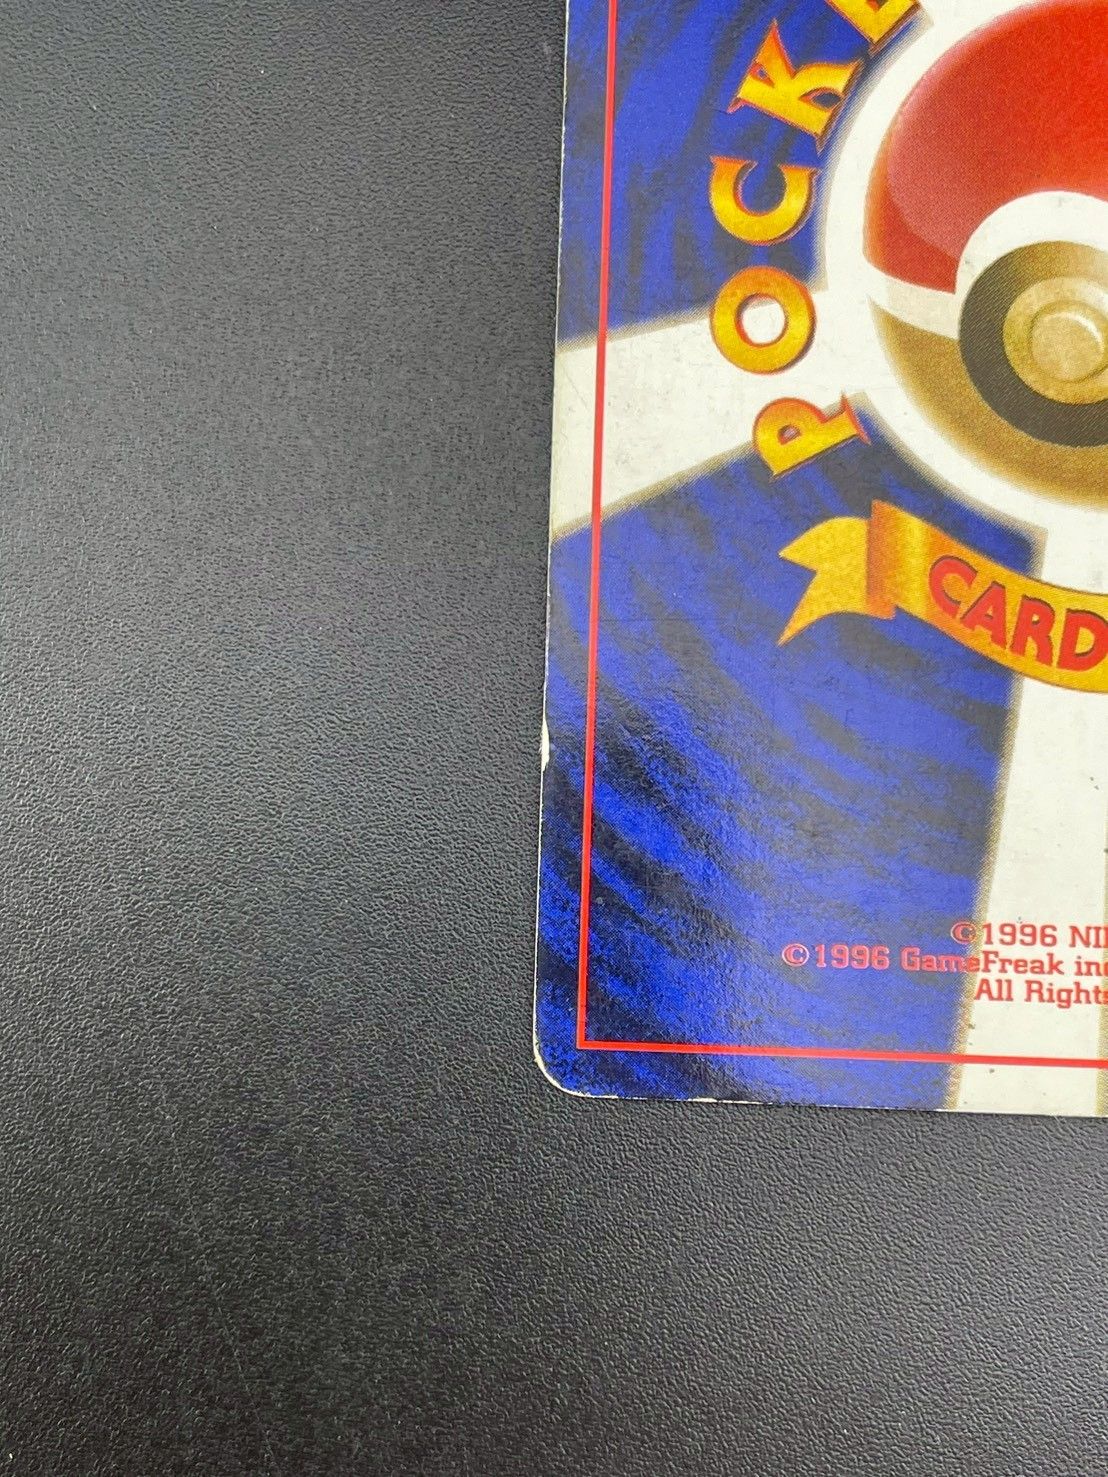 POCKE
CARD
©1996 NI
©1996 GameFreak inc
All Rights